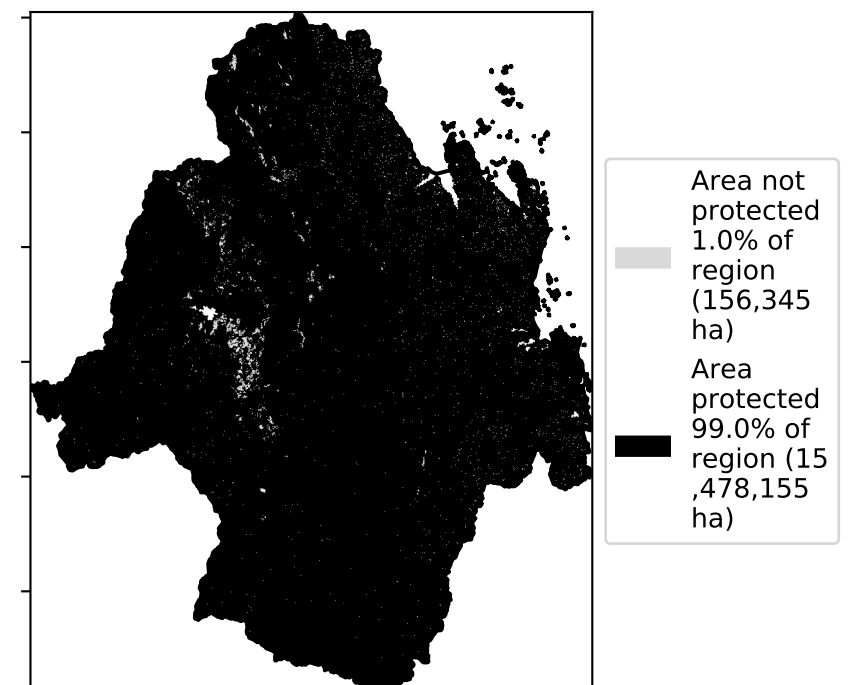 Area not
protected
1.0% of
region
(156,345
ha)
Area
protected
99.0% of
region (15
,478,155
ha)